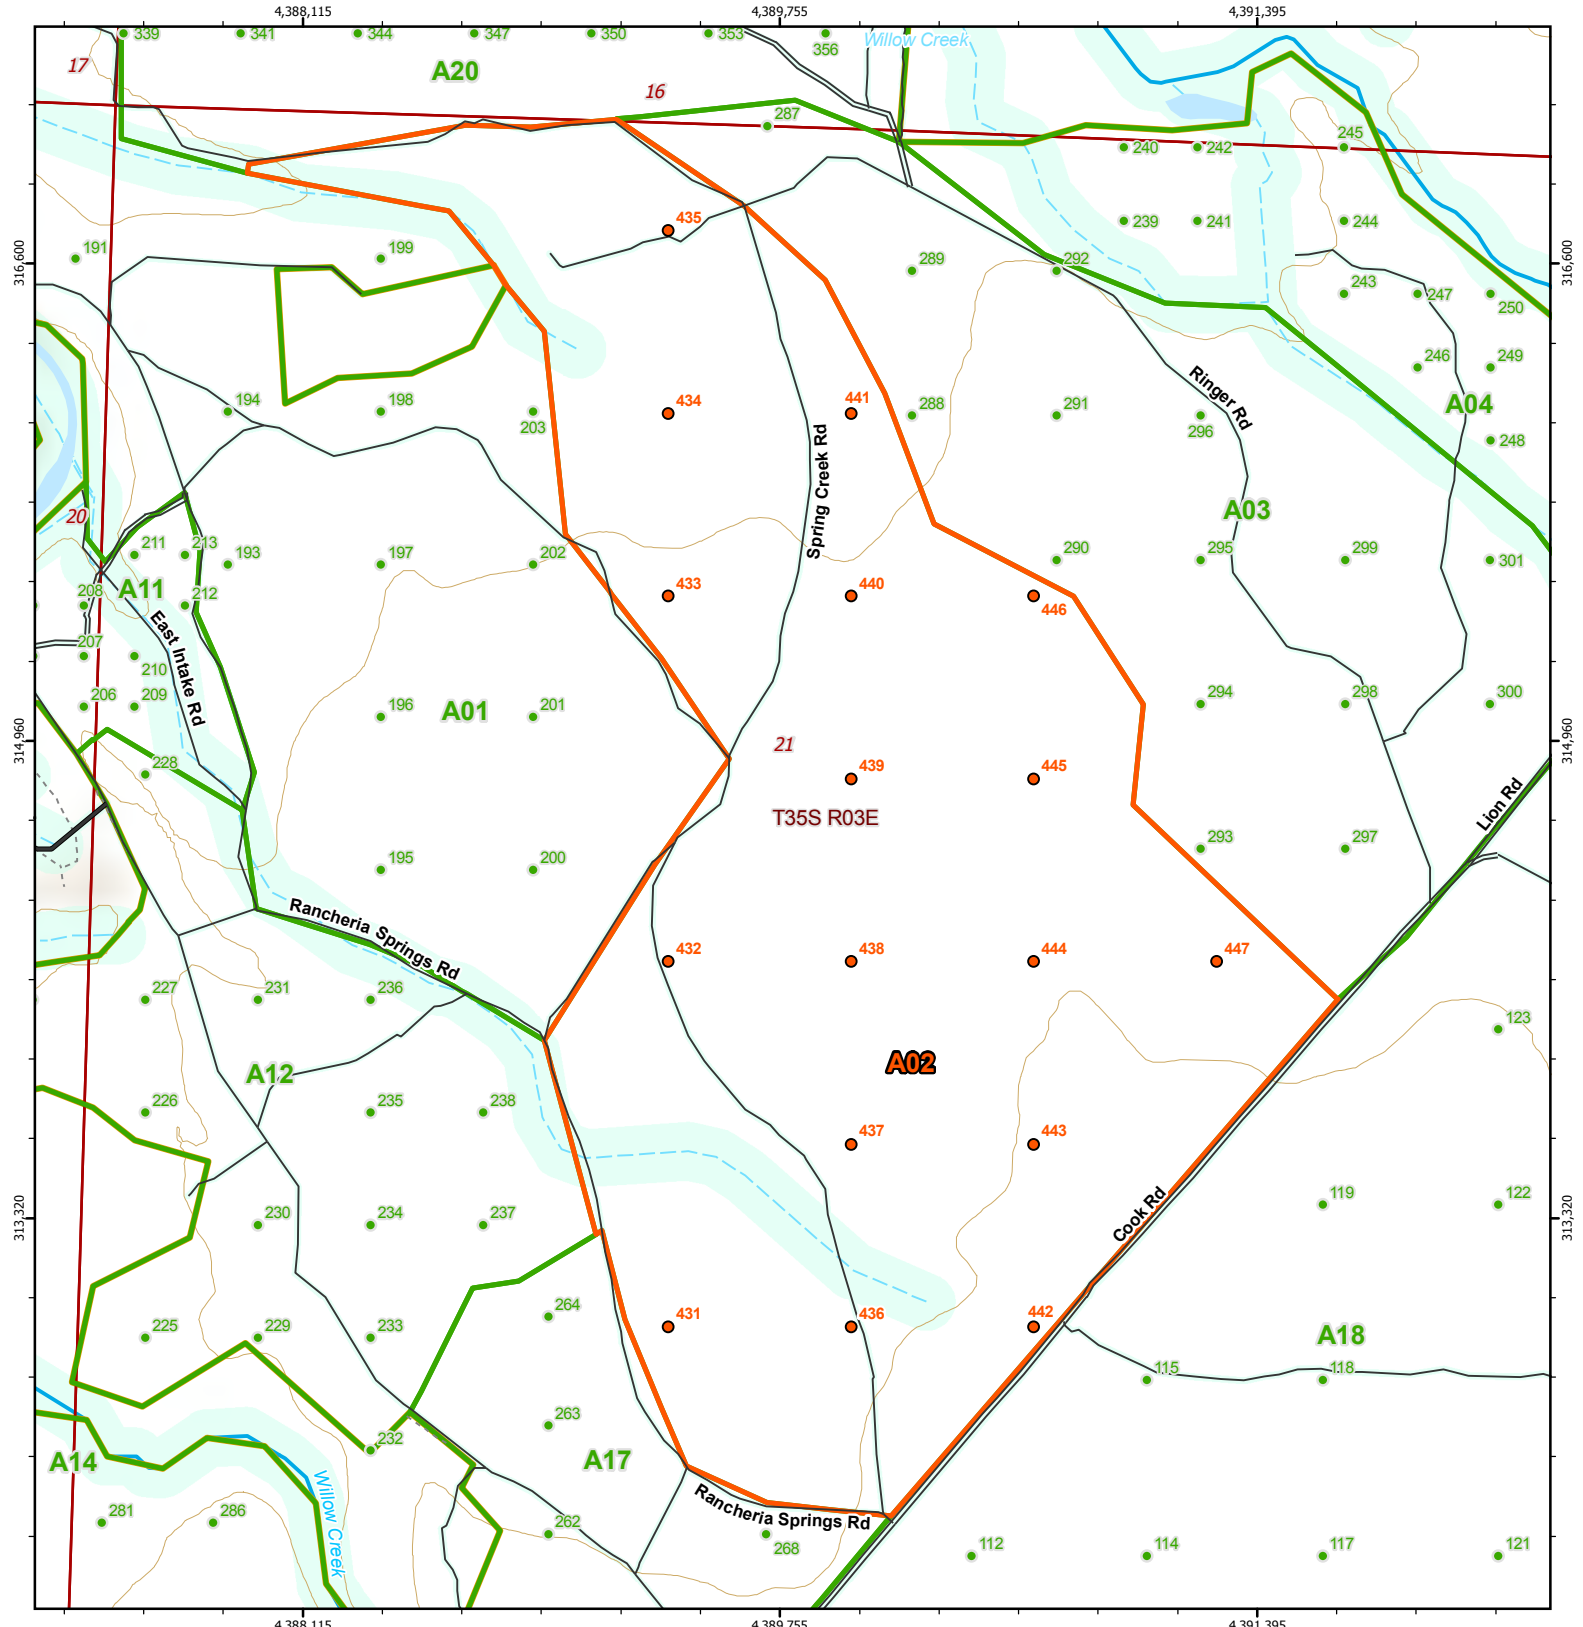 4,388,115 4,389,755 4,391,395
339 341 344 347 350 353 356 Willow Creek
17 A20 16
287 240 242 245
435 239 241 244
191 199 289 292
316,600 316,600
243 247 250
246 249
Ringer Rd
194 198 203 434 441 288 291 296 A04
248
Spring Creek Rd
20 A03
211 213 193 197 202 290 295 299 301
A11 433 440 446
208 212
East Intake Rd
207 210
206 209 196 A01 201 294 298 300
314,960 314,960
21
228 439 445
T35S R03E
Lion Rd
293 297
195 200
Rancheria Springs Rd
432 438 444 447
227 231 236 123
A02
A12
226 235 238
437 443
230 234 237 119 122
Cook Rd
313,320 313,320
264 431 436 442
225 229 233 A18
115 118
263
232
A14 A17
Willow Creek
Rancheria Springs Rd
281 286 262 268 112 114 117 121
4,388,115 4,389,755 4,391,395